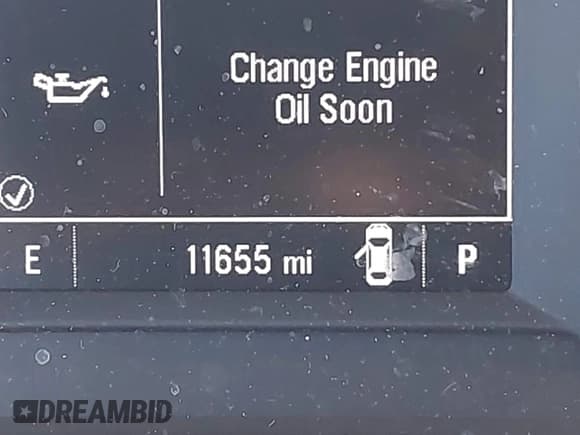 Change Engine
Oil Soon
E 11655 mi P
DREAMBID